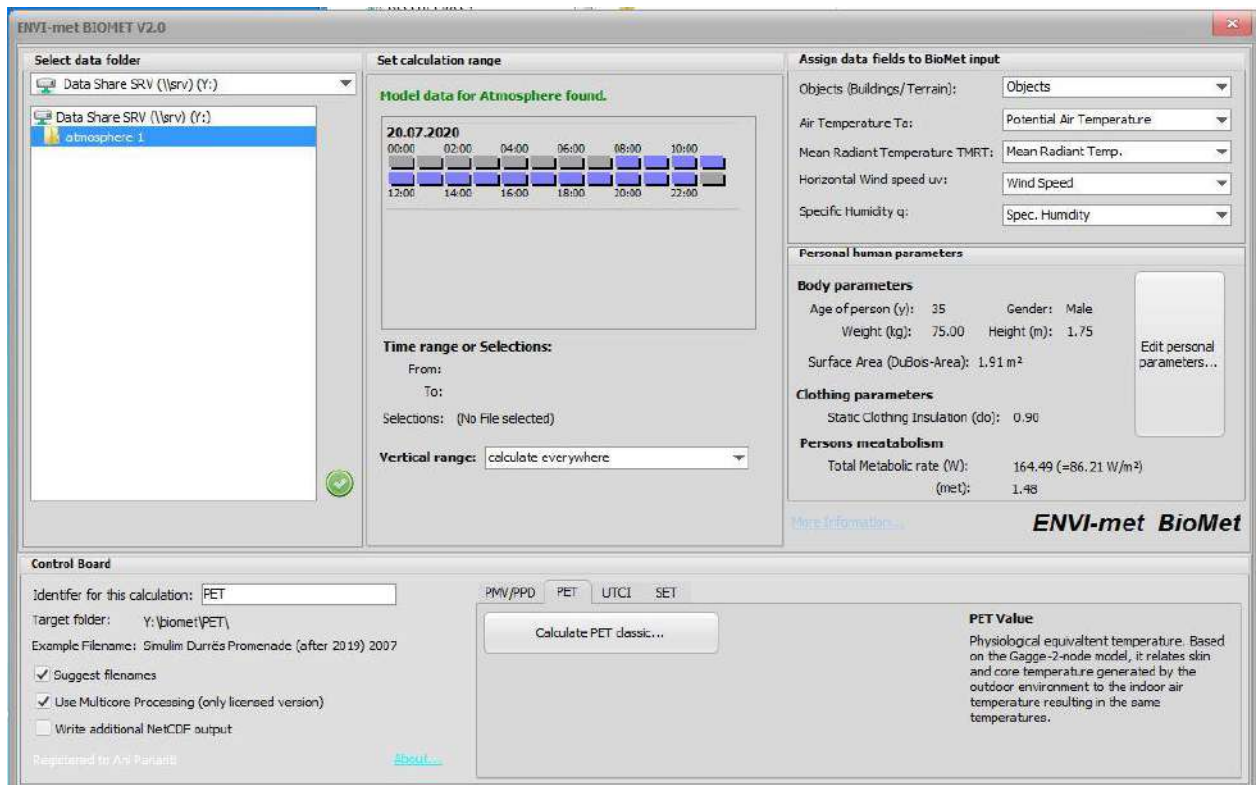 ENVI-met BIOMET V2.0
Select data folder
Data Share SRV (\\srv) (Y:)
Data Share SRV (\\srv) (Y:)
atmosphere 1
Set calculation range
Model data for Atmosphere found.
20.07.2020
00:00 02:00 04:00 06:00 08:00 10:00
12:00 14:00 16:00 18:00 20:00 22:00
Time range or Selections:
From:
To:
Selections: (No File selected)
Vertical range: calculate everywhere
Assign data fields to BioMet input
Objects (Buildings/Terrain): Objects
Air Temperature Ta: Potential Air Temperature
Mean Radiant Temperature TMRT: Mean Radiant Temp.
Horizontal Wind speed uv: Wind Speed
Specific Humidity q: Spec. Humdity
Personal human parameters
Body parameters
Age of person (y): 35 Gender: Male
Weight (kg): 75.00 Height (m): 1.75
Surface Area (DuBois-Area): 1.91 m²
Edit personal
parameters...
Clothing parameters
Static Clothing Insulation (clo): 0.90
Persons meatabolism
Total Metabolic rate (W): 164.49 (=86.21 W/m²)
(met): 1.48
More Information...
ENVI-met BioMet
Control Board
Identifer for this calculation: PET
Target folder: Y:\biomet\PET\
Example Filename: Simulim Durrës Promenade (after 2019) 2007
Suggest filenames
Use Multicore Processing (only licensed version)
Write additional NetCDF output
About...
PMV/PPD PET UTCI SET
Calculate PET classic...
PET Value
Physiological equivaltent temperature. Based
on the Gagge-2-node model, it relates skin
and core temperature generated by the
outdoor environment to the indoor air
temperature resulting in the same
temperatures.